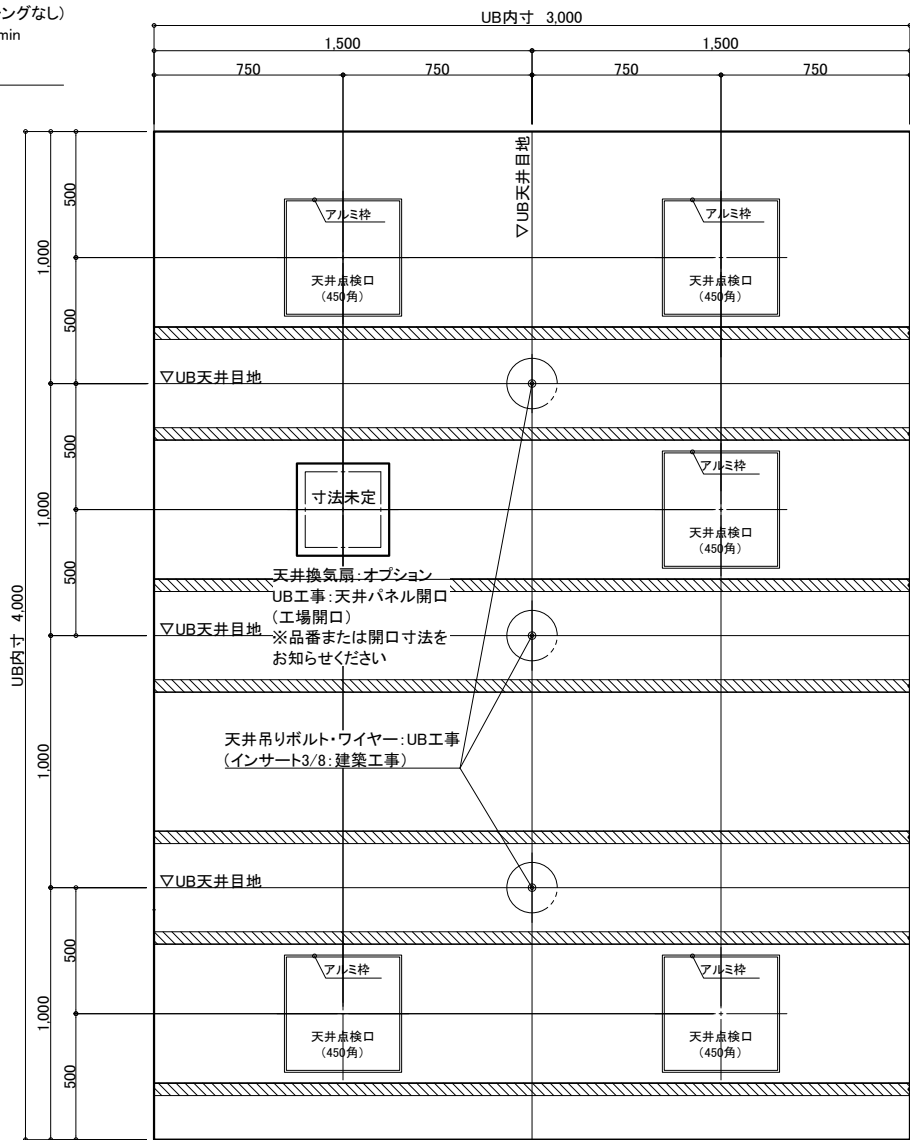 ングなし)
min
UB内寸 3,000
1,500
1,500
750
750
750
750
▽UB天井目地
500
1,000
500
アルミ枠
天井点検口
(450角)
アルミ枠
天井点検口
(450角)
▽UB天井目地
UB内寸 4,000
500
1,000
500
寸法未定
アルミ枠
天井点検口
(450角)
天井換気扇:オプション
UB工事:天井パネル開口
(工場開口)
※品番または開口寸法を
お知らせください
▽UB天井目地
1,000
天井吊りボルト・ワイヤー:UB工事
(インサート3/8:建築工事)
▽UB天井目地
500
1,000
500
アルミ枠
天井点検口
(450角)
アルミ枠
天井点検口
(450角)